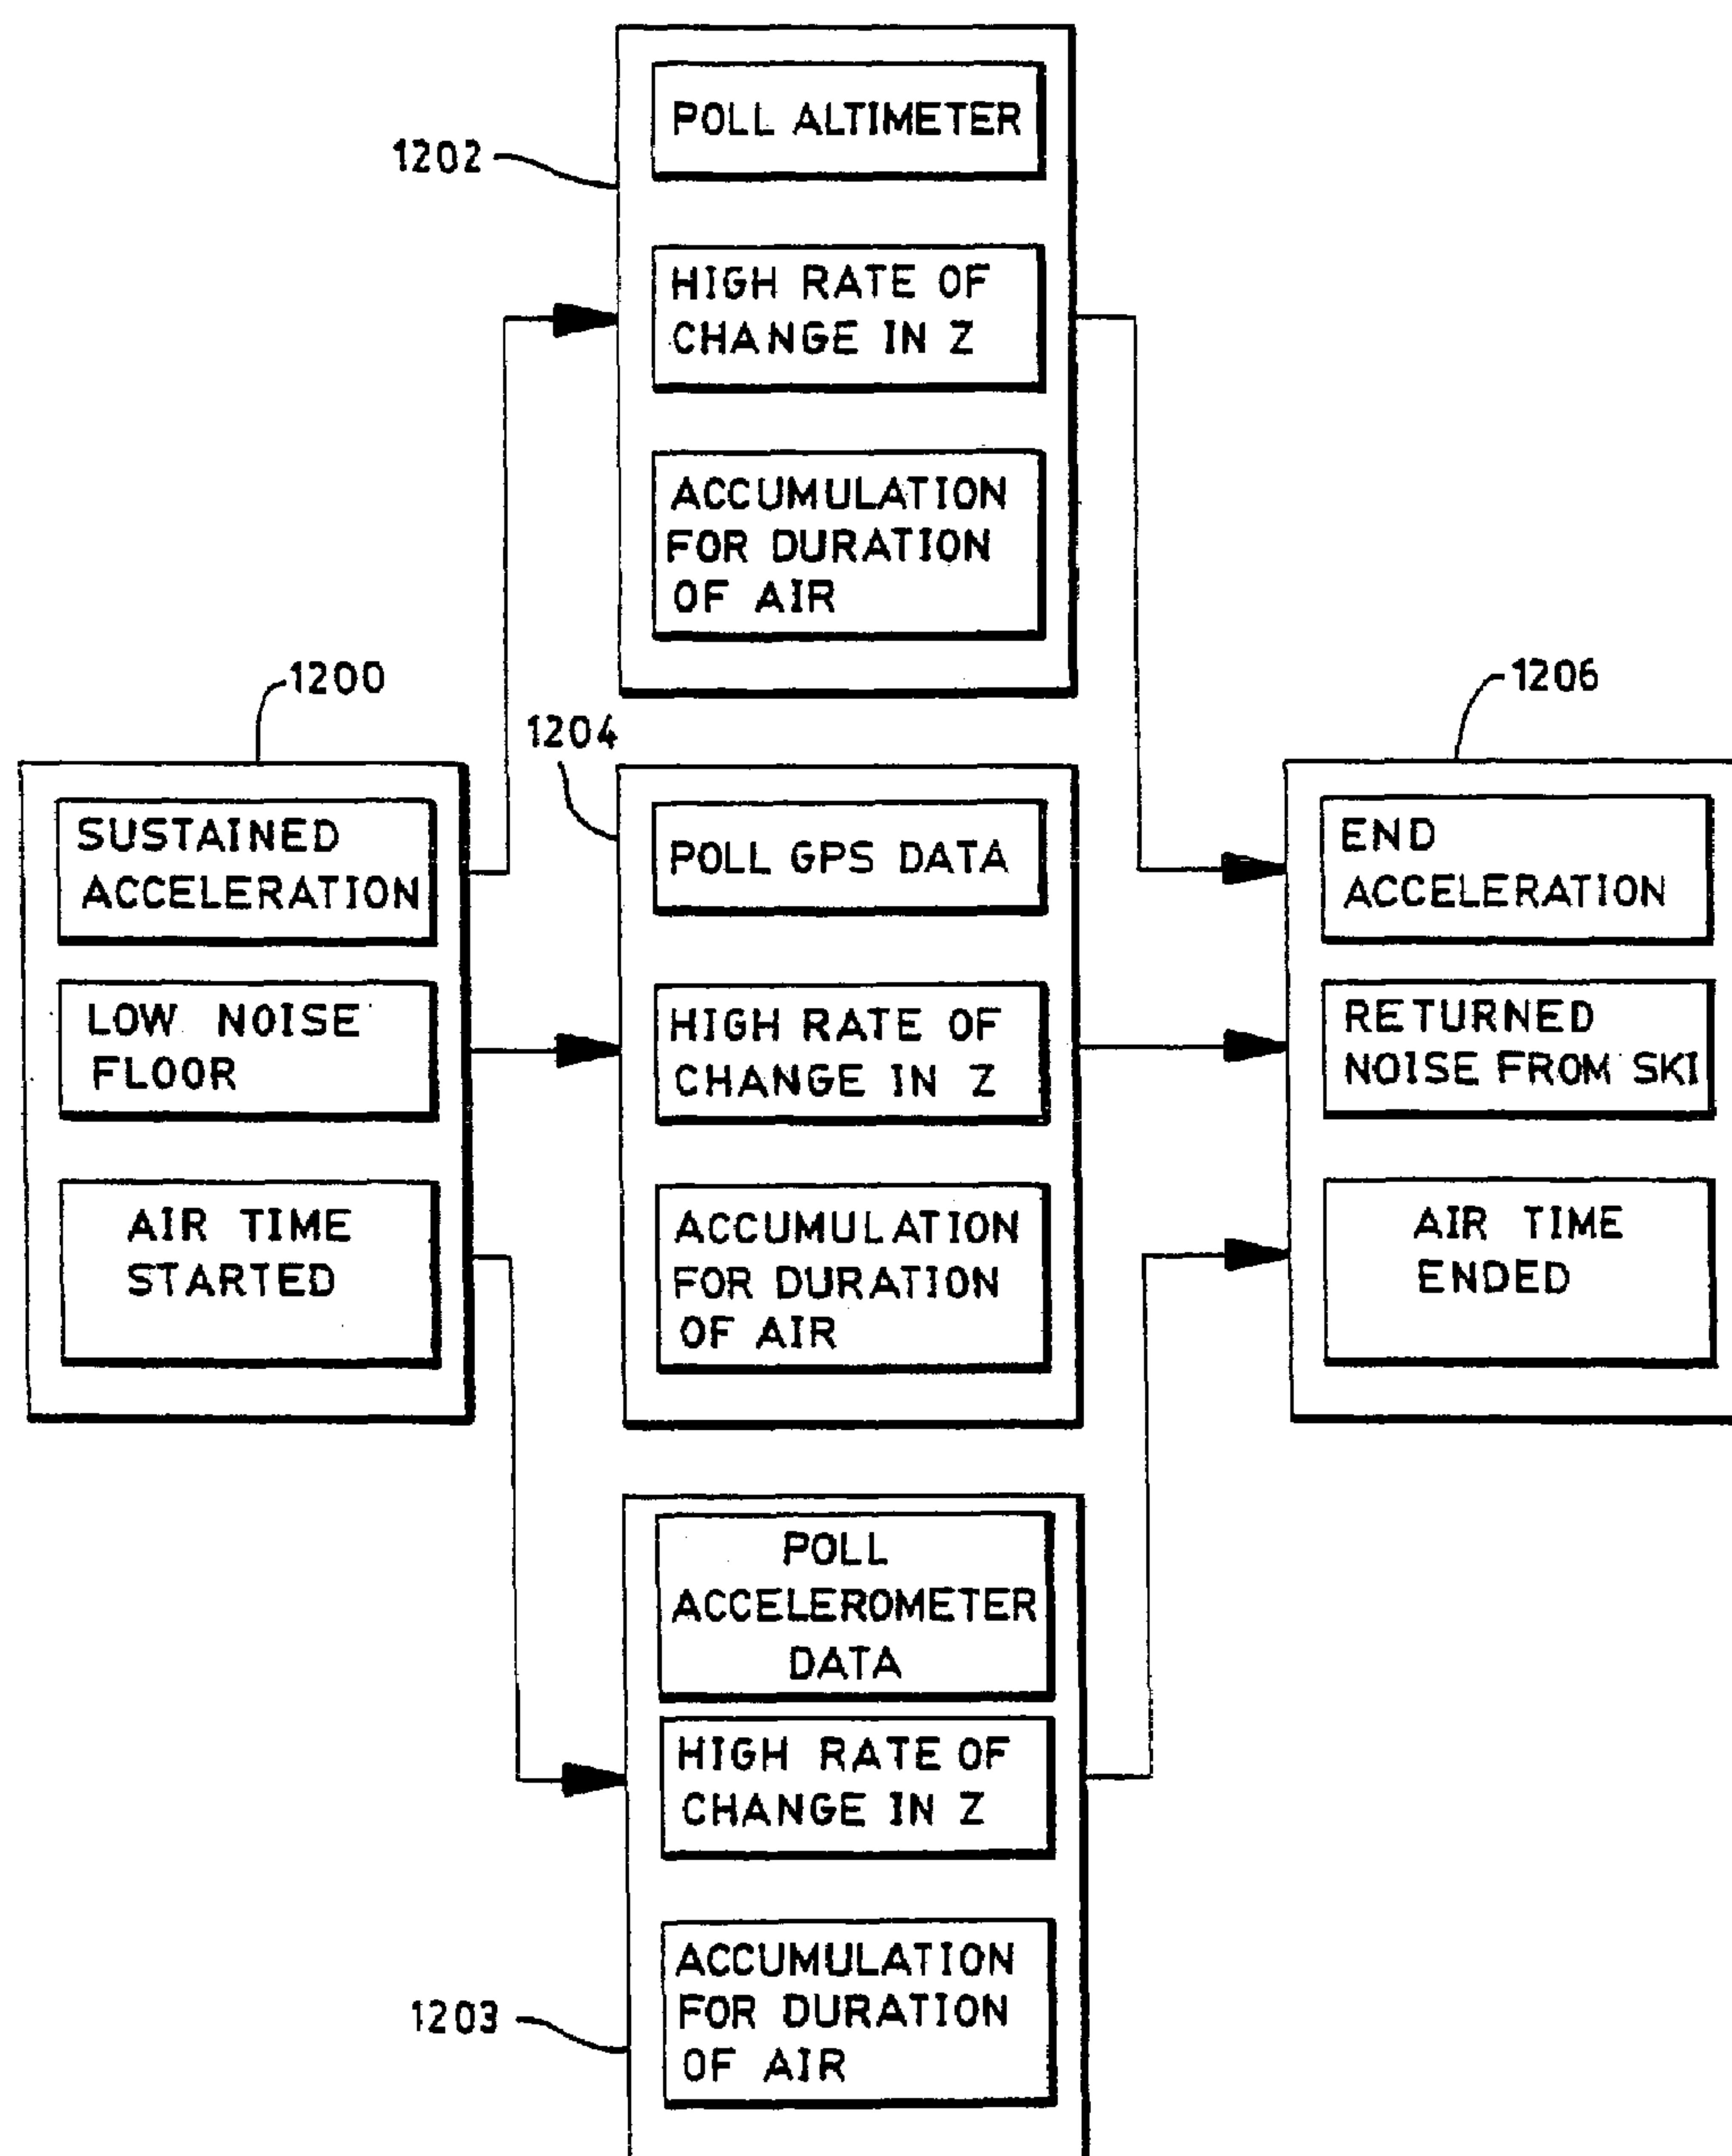 1202
POLL ALTIMETER
HIGH RATE OF
CHANGE IN Z
ACCUMULATION
FOR DURATION
OF AIR
1200
SUSTAINED
ACCELERATION
LOW NOISE
FLOOR
AIR TIME
STARTED
1204
POLL GPS DATA
HIGH RATE OF
CHANGE IN Z
ACCUMULATION
FOR DURATION
OF AIR
1206
END
ACCELERATION
RETURNED
NOISE FROM SKI
AIR TIME
ENDED
POLL
ACCELEROMETER
DATA
HIGH RATE OF
CHANGE IN Z
1203
ACCUMULATION
FOR DURATION
OF AIR